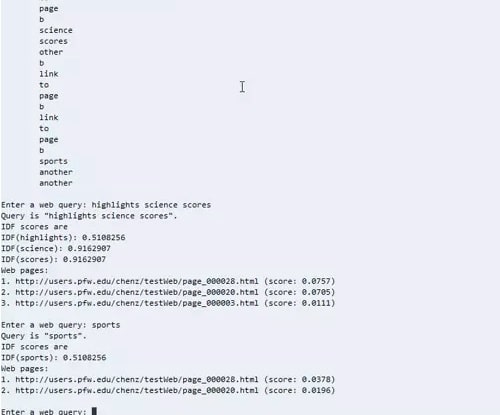 page
b
science
scores
other
b
link
to
page
b
link
to
page
b
sports
another
another
Enter a web query: highlights science scores
Query is "highlights science scores".
IDF scores are
IDF(highlights): 0.5108256
IDF(science): 0.9162907
IDF(scores): 0.9162907
Web pages:
1. http://users.pfw.edu/chenz/testWeb/page_000028.html (score: 0.0757)
2. http://users.pfw.edu/chenz/testWeb/page_000020.html (score: 0.0705)
3. http://users.pfw.edu/chenz/testWeb/page_000003.html (score: 0.0111)
Enter a web query: sports
Query is "sports".
IDF scores are
IDF(sports): 0.5108256
Web pages:
1. http://users.pfw.edu/chenz/testWeb/page_000028.html (score: 0.0378)
2. http://users.pfw.edu/chenz/testWeb/page_000020.html (score: 0.0196)
Enter a web query: